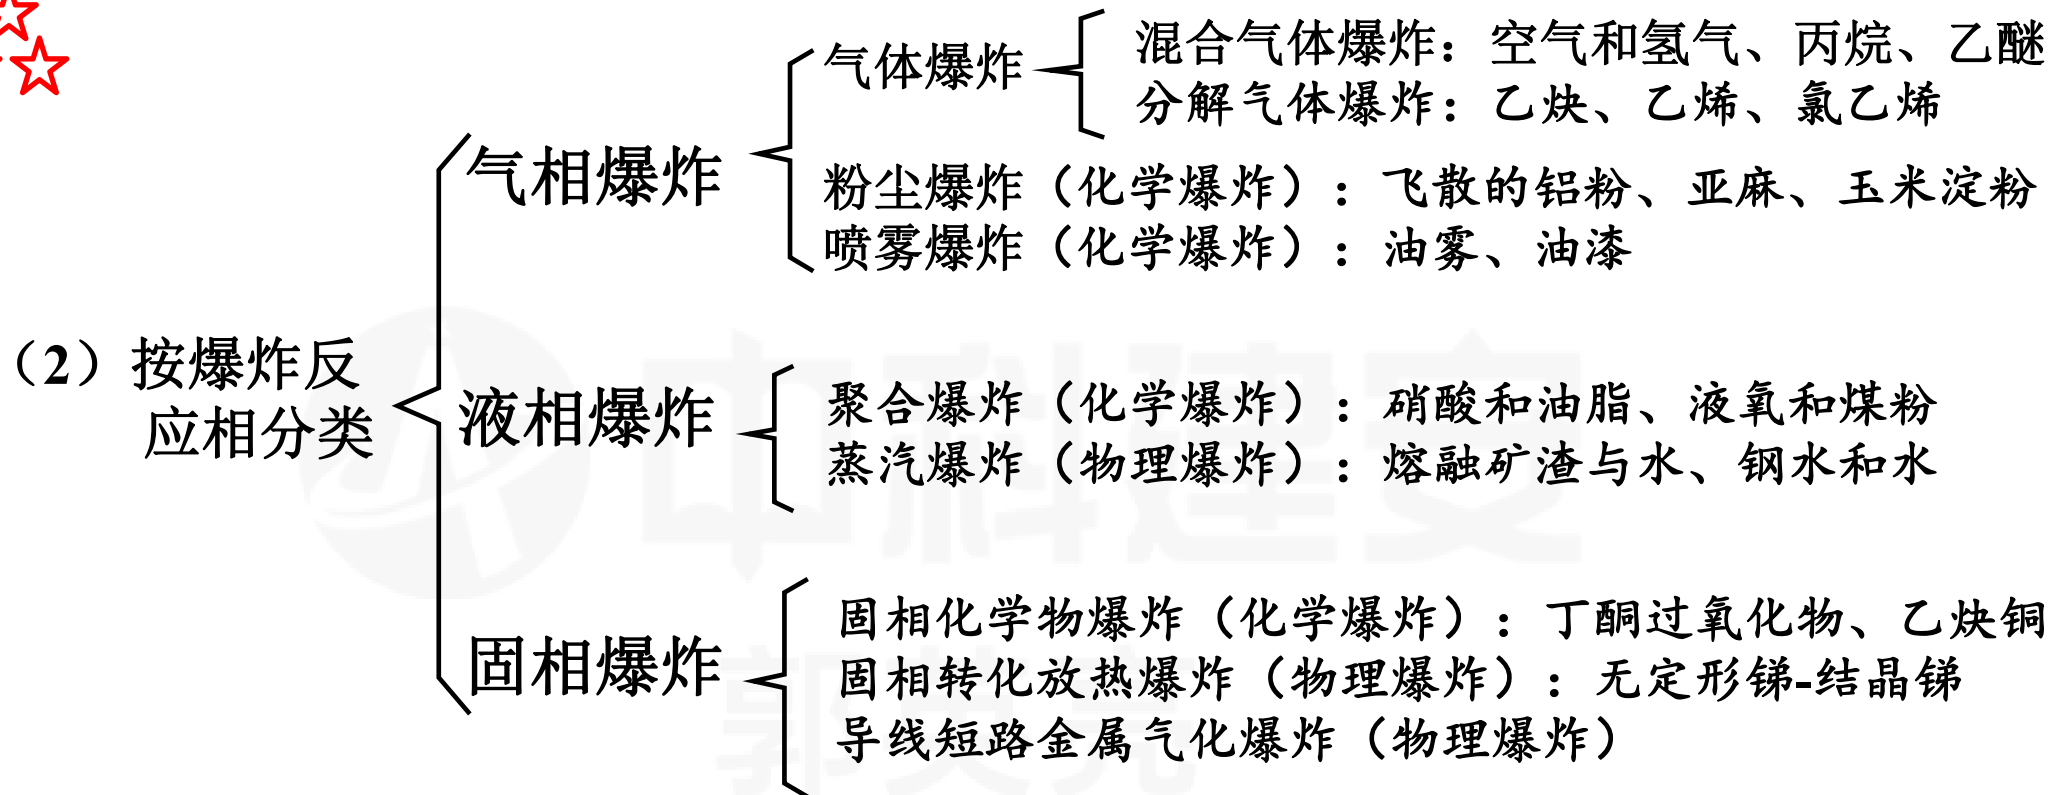 气体爆炸
混合气体爆炸：空气和氢气、丙烷、乙醚
分解气体爆炸：乙炔、乙烯、氯乙烯
气相爆炸
粉尘爆炸（化学爆炸）：飞散的铝粉、亚麻、玉米淀粉
喷雾爆炸（化学爆炸）：油雾、油漆
（2）按爆炸反
应相分类
液相爆炸
聚合爆炸（化学爆炸）：硝酸和油脂、液氧和煤粉
蒸汽爆炸（物理爆炸）：熔融矿渣与水、钢水和水
固相爆炸
固相化学物爆炸（化学爆炸）：丁酮过氧化物、乙炔铜
固相转化放热爆炸（物理爆炸）：无定形锑-结晶锑
导线短路金属气化爆炸（物理爆炸）
中科建安
郭英亮